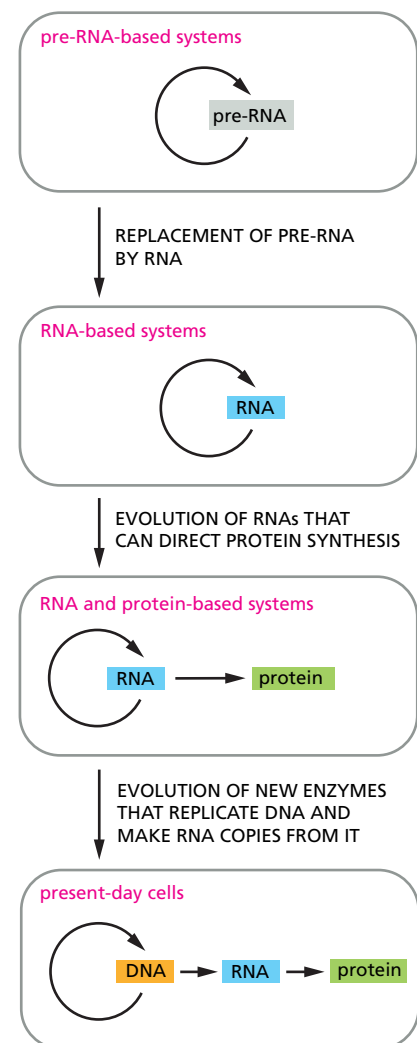 pre-RNA-based systems
pre-RNA
REPLACEMENT OF PRE-RNA
BY RNA
RNA-based systems
RNA
EVOLUTION OF RNAs THAT
CAN DIRECT PROTEIN SYNTHESIS
RNA and protein-based systems
RNA protein
EVOLUTION OF NEW ENZYMES
THAT REPLICATE DNA AND
MAKE RNA COPIES FROM IT
present-day cells
DNA RNA protein